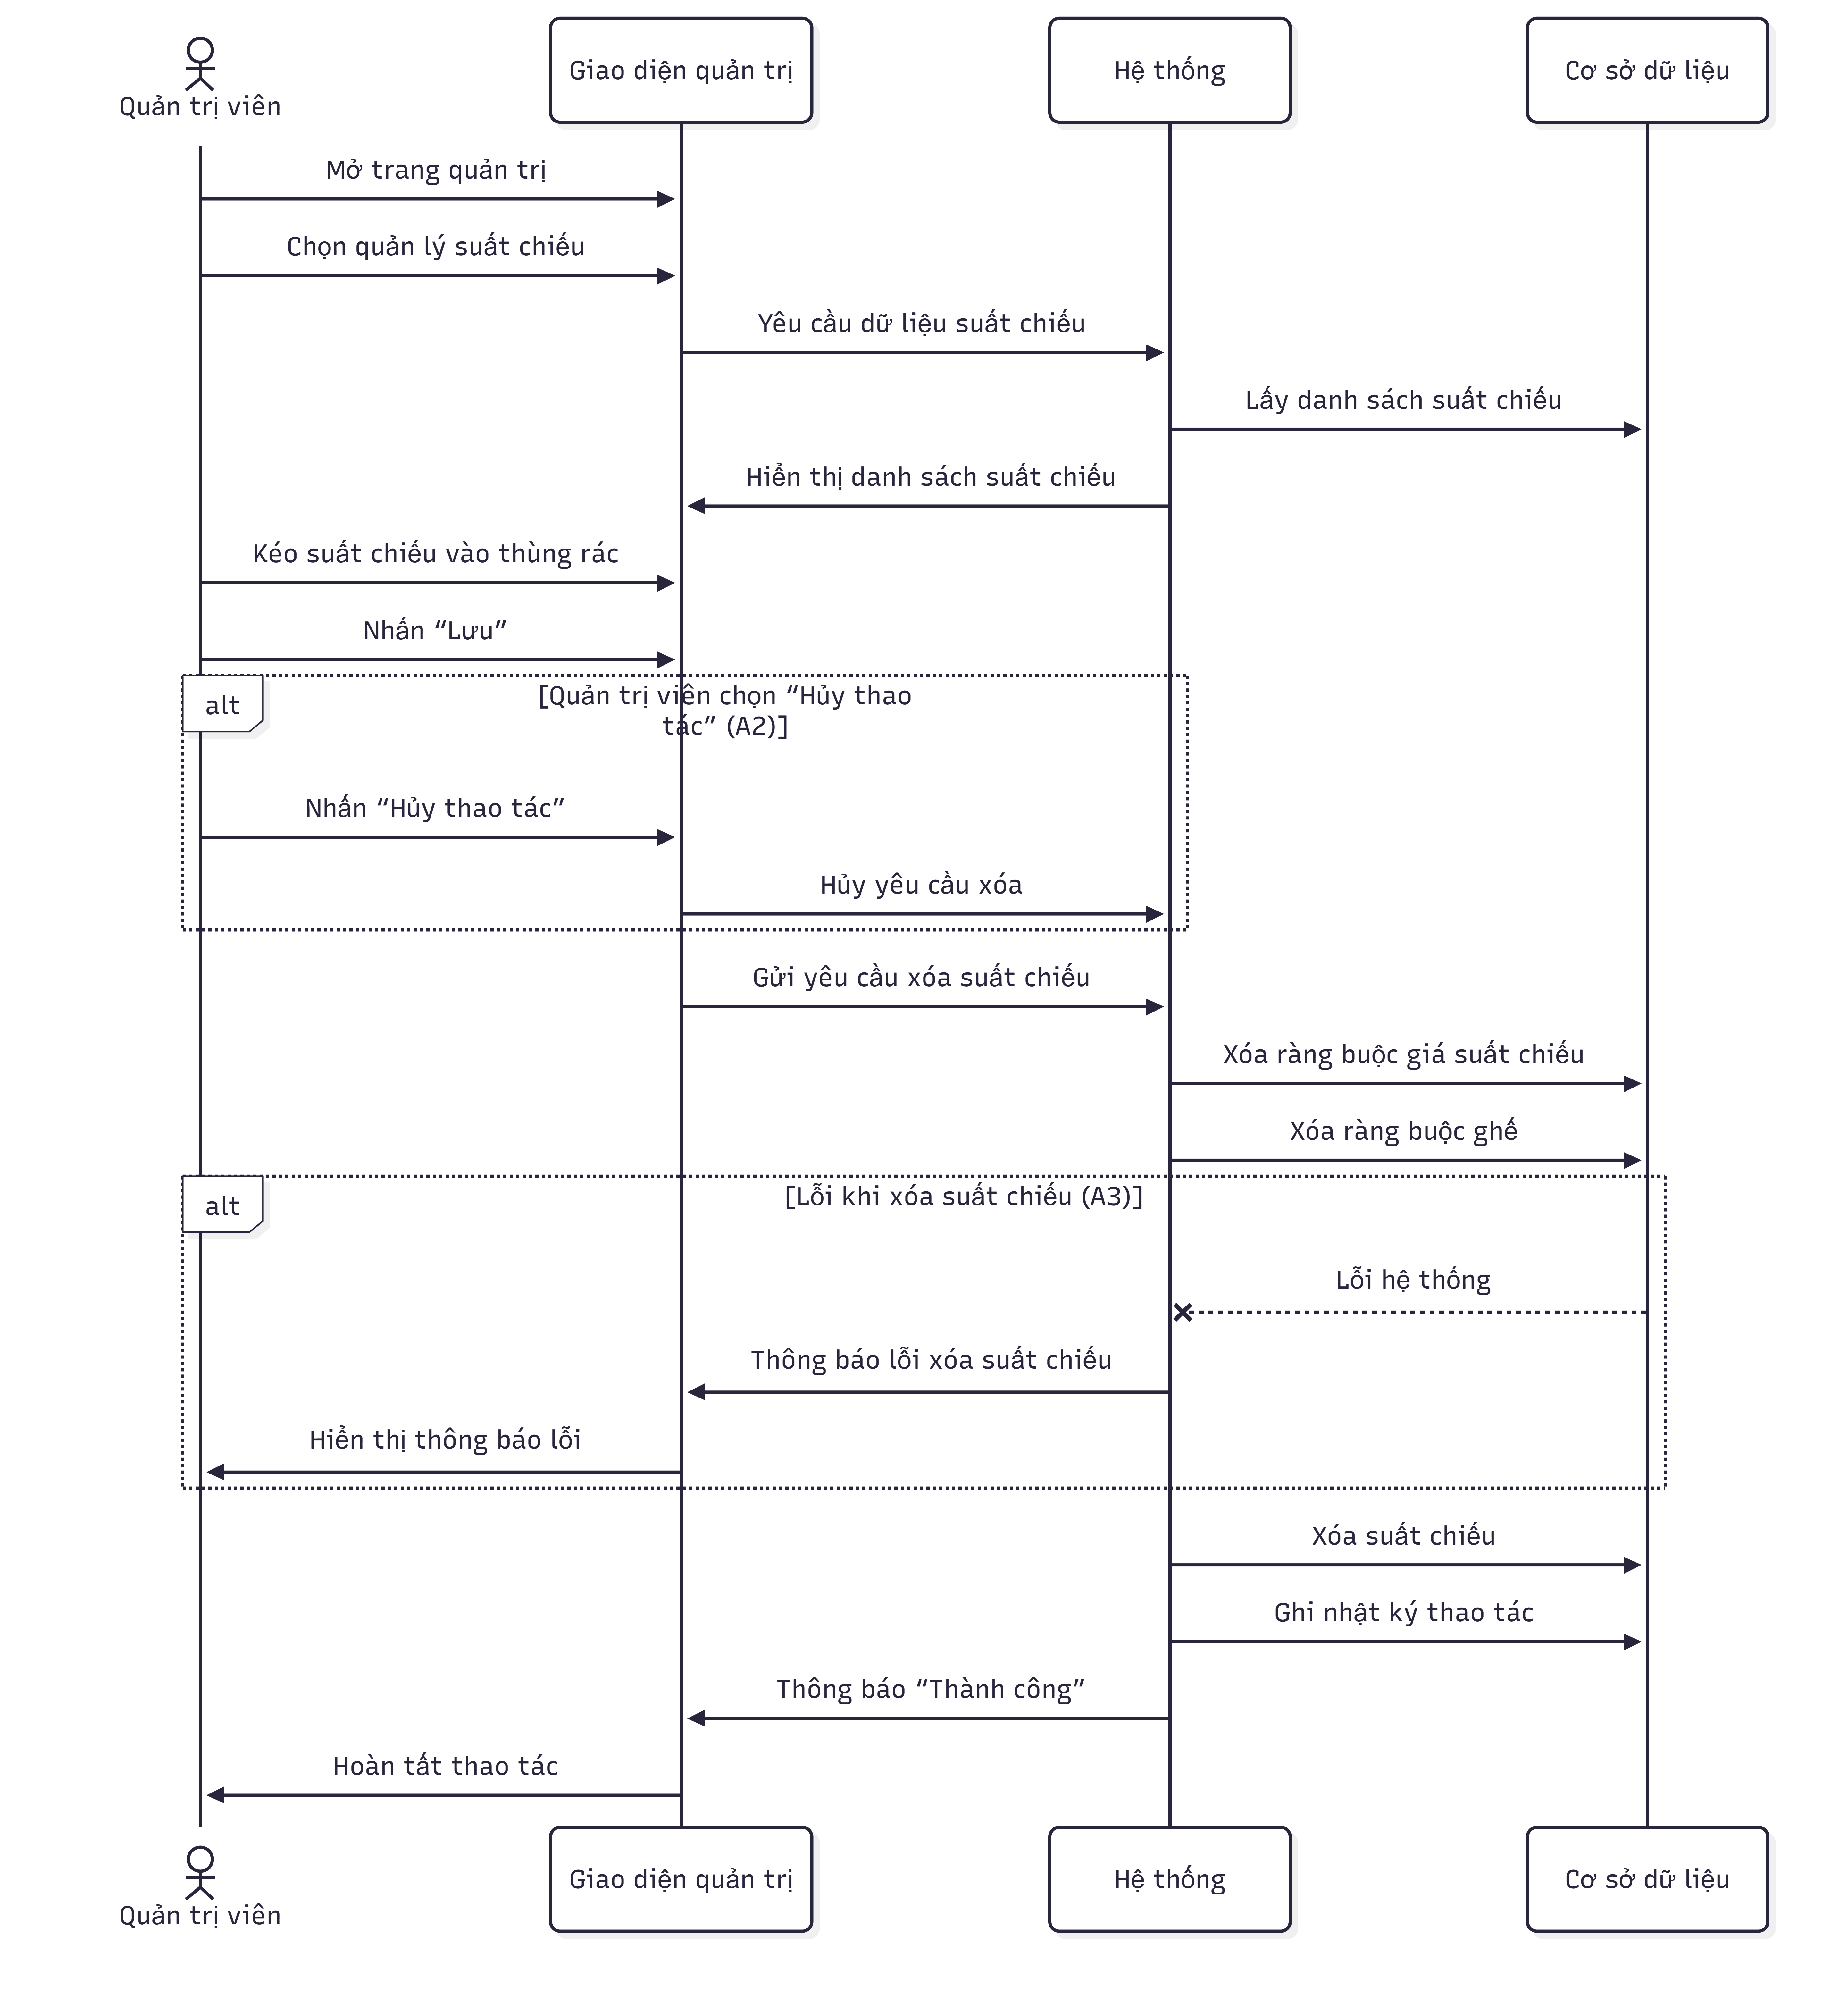 Quản trị viên
Giao diện quản trị
Hệ thống
Cơ sở dữ liệu
Mở trang quản trị
Chọn quản lý suất chiếu
Yêu cầu dữ liệu suất chiếu
Lấy danh sách suất chiếu
Hiển thị danh sách suất chiếu
Kéo suất chiếu vào thùng rác
Nhấn “Lưu”
alt
[Quản trị viên chọn “Hủy thao
tác” (A2)]
Nhấn “Hủy thao tác”
Hủy yêu cầu xóa
Gửi yêu cầu xóa suất chiếu
Xóa ràng buộc giá suất chiếu
Xóa ràng buộc ghế
alt
[Lỗi khi xóa suất chiếu (A3)]
Lỗi hệ thống
Thông báo lỗi xóa suất chiếu
Hiển thị thông báo lỗi
Xóa suất chiếu
Ghi nhật ký thao tác
Thông báo “Thành công”
Hoàn tất thao tác
Quản trị viên
Giao diện quản trị
Hệ thống
Cơ sở dữ liệu